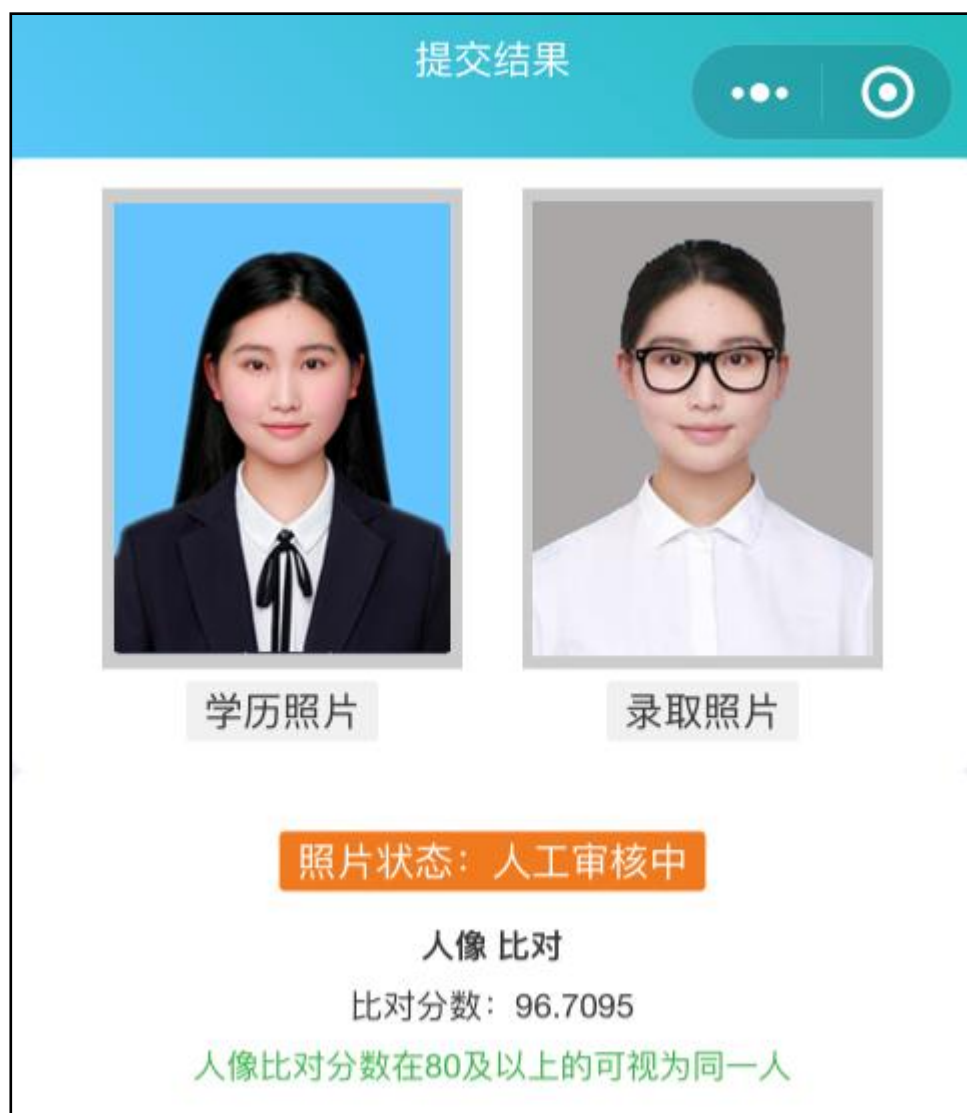 提交结果
学历照片
录取照片
照片状态：人工审核中
人像 比对
比对分数：96.7095
人像比对分数在80及以上的可视为同一人